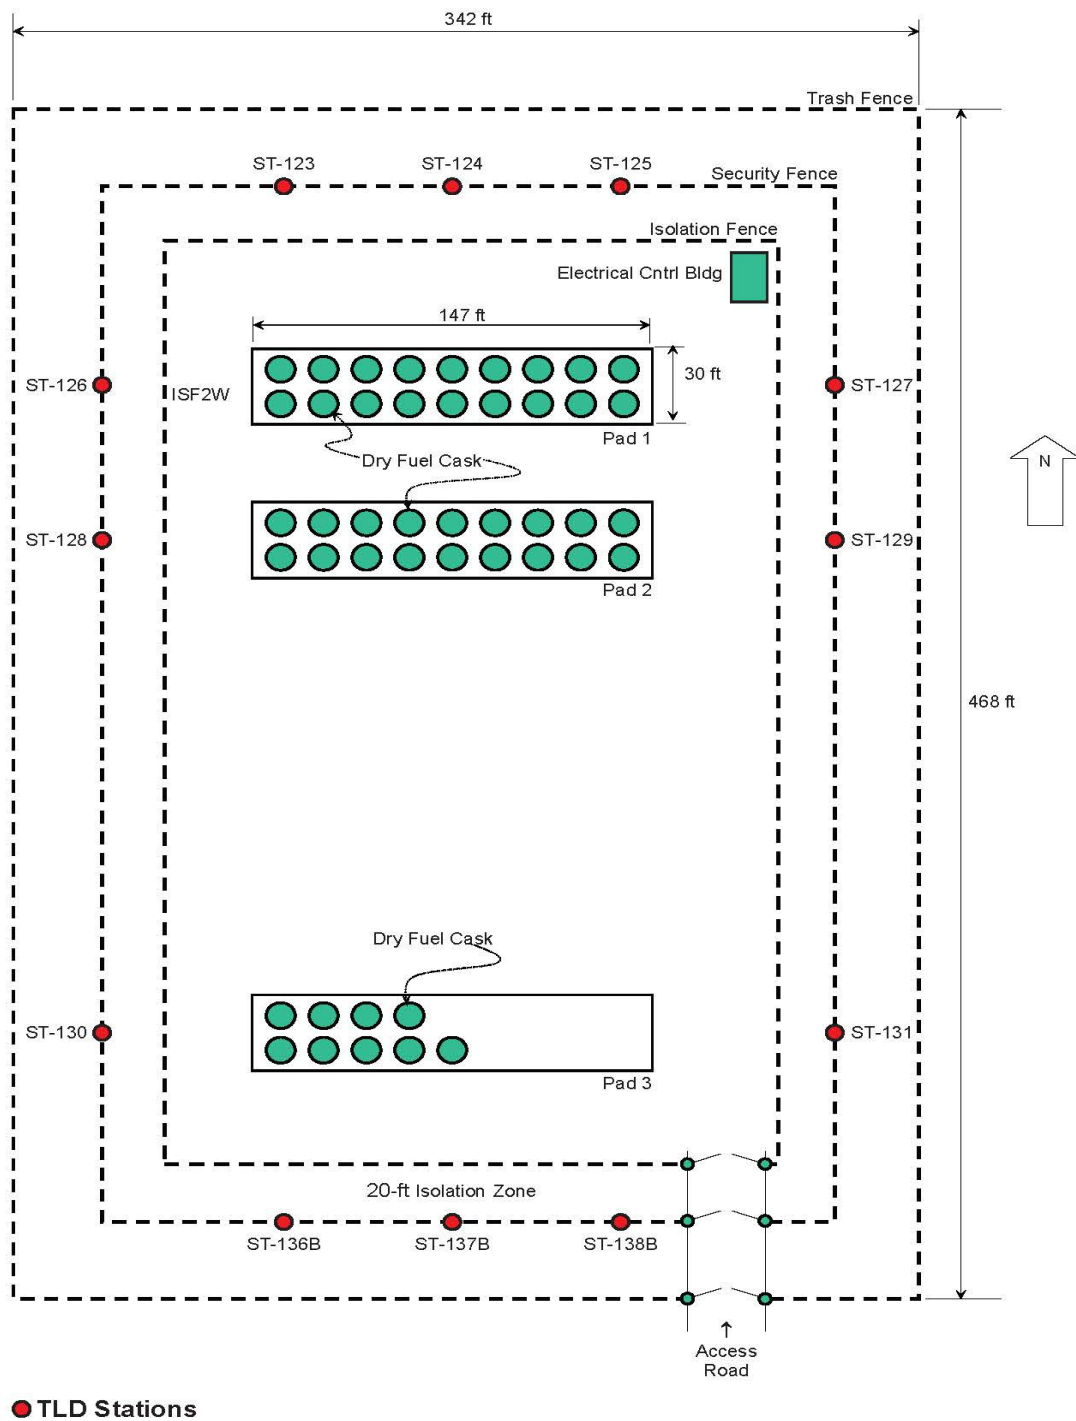 342 ft
Trash Fence
ST-123
ST-124
ST-125
Security Fence
Isolation Fence
Electrical Cntrl Bldg
147 ft
30 ft
ST-126
ISF2W
ST-127
Pad 1
Dry Fuel Cask
N
ST-128
ST-129
Pad 2
468 ft
Dry Fuel Cask
ST-130
ST-131
Pad 3
20-ft Isolation Zone
ST-136B
ST-137B
ST-138B
Access
Road
TLD Stations